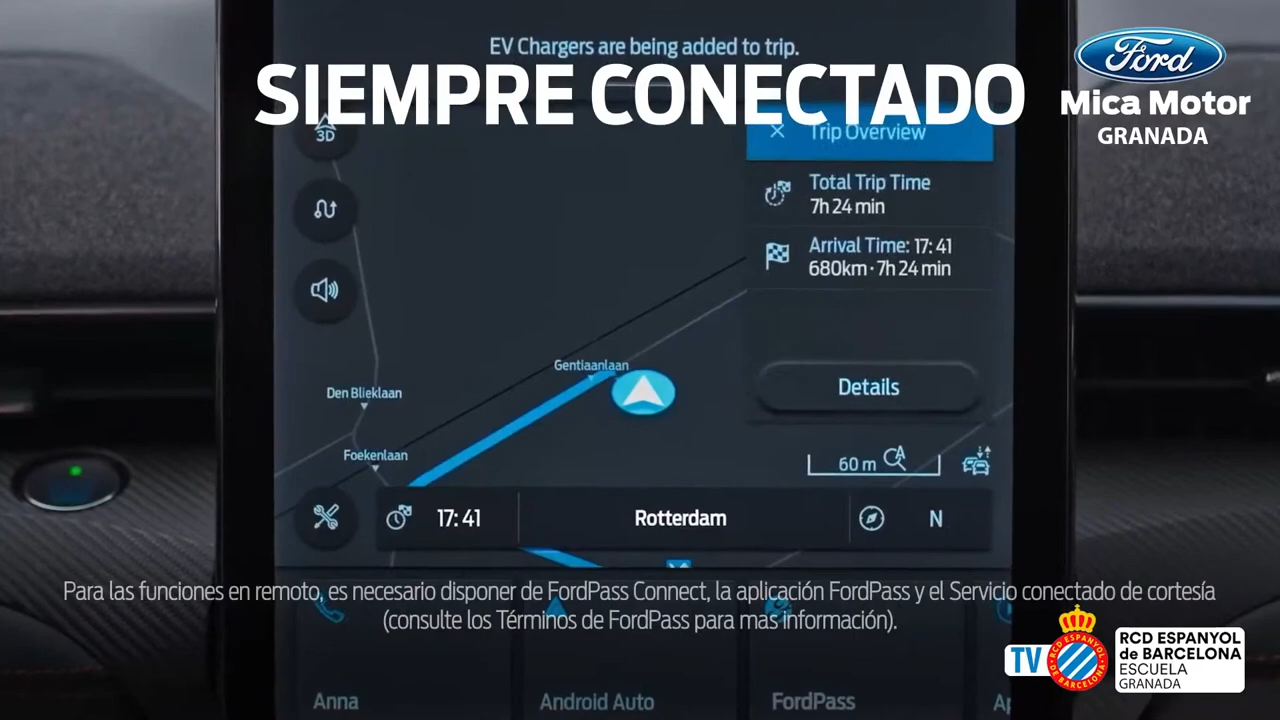 EV Chargers are being added to trip.
SIEMPRE CONECTADO
Ford
Mica Motor
GRANADA
3D
Trip Overview
Total Trip Time
7h 24 min
Arrival Time: 17:41
680km · 7h 24 min
Gentiaanlaan
Den Blieklaan
Details
Foekenlaan
60 m
17:41
Rotterdam
N
Para las funciones en remoto, es necesario disponer de FordPass Connect, la aplicación FordPass y el Servicio conectado de cortesía
(consulte los Términos de FordPass para mas información).
TV
RCD ESPANYOL
DE BARCELONA
RCD ESPANYOL
de BARCELONA
ESCUELA
GRANADA
Anna
Android Auto
FordPass